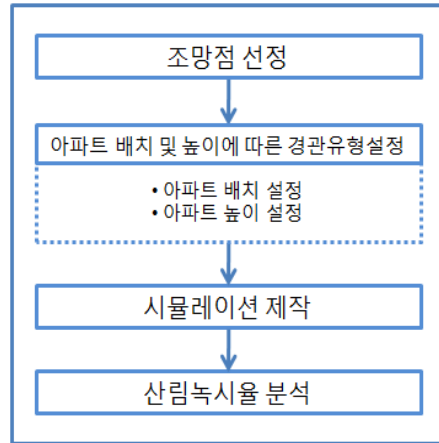 조망점 선정
아파트 배치 및 높이에 따른 경관유형설정
• 아파트 배치 설정
• 아파트 높이 설정
시뮬레이션 제작
산림녹시율 분석